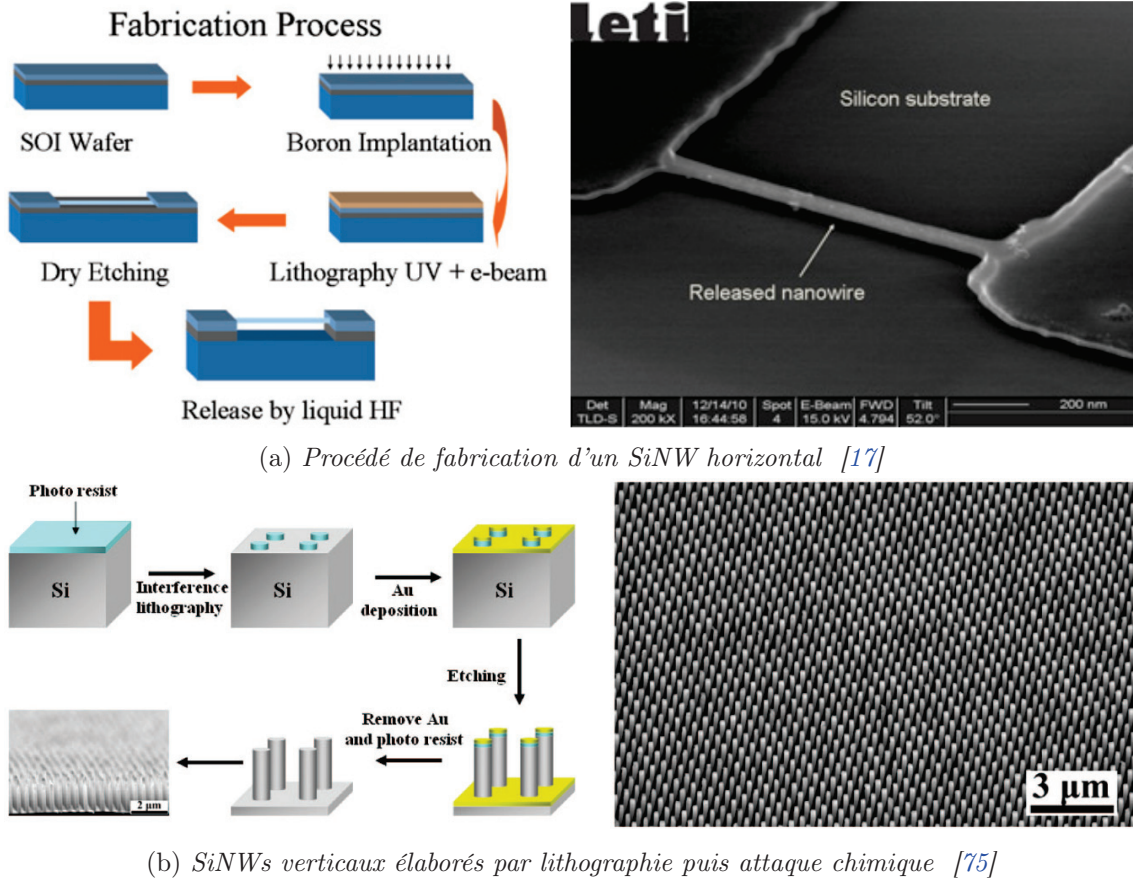 Fabrication Process
SOI Wafer
Boron Implantation
Dry Etching
Lithography UV + e-beam
Release by liquid HF
leti
Silicon substrate
Released nanowire
Det Mag 12/14/10 Spot E-Beam FWD Tilt 200 nm
TLD-S 200 kX 16:44:58 4 15.0 kV 4.794 52.0°
(a) Procédé de fabrication d'un SiNW horizontal [17]
Photo resist
Si
Interference
lithography
Si
Au
deposition
Si
Etching
Remove Au
and photo resist
2 µm
3 µm
(b) SiNWs verticaux élaborés par lithographie puis attaque chimique [75]